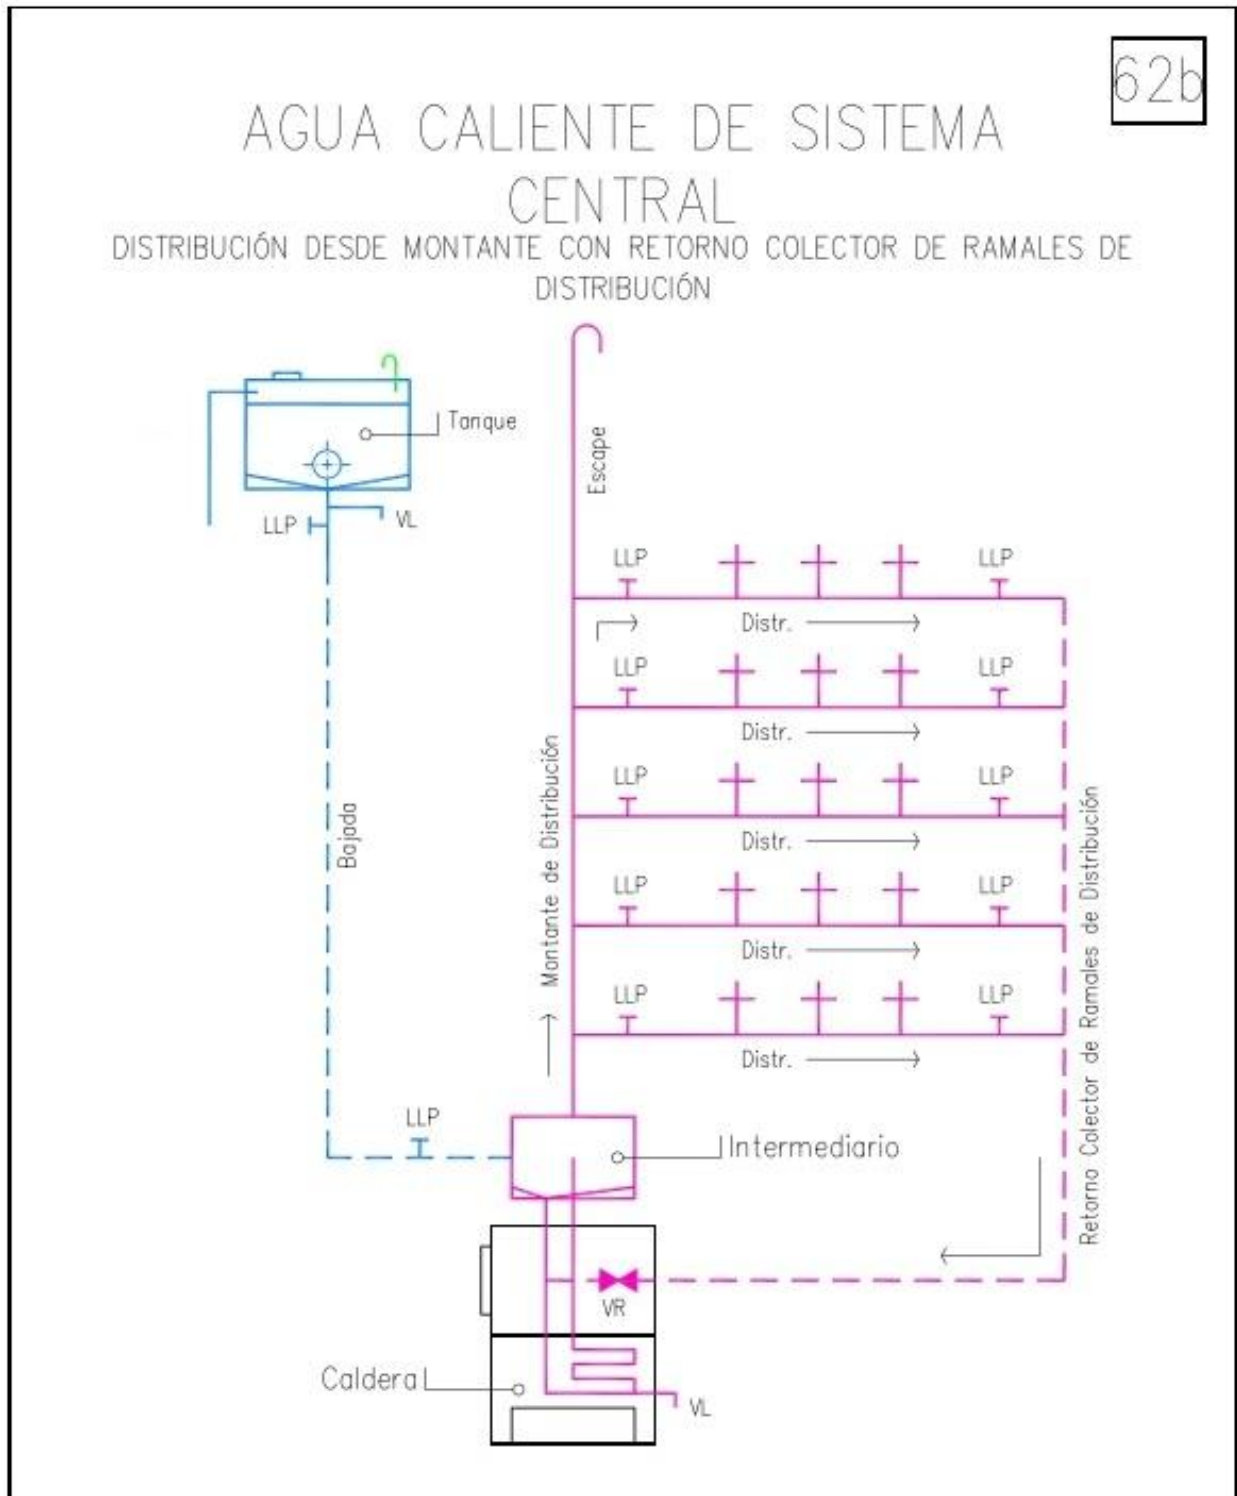 62b
AGUA CALIENTE DE SISTEMA
CENTRAL
DISTRIBUCIÓN DESDE MONTANTE CON RETORNO COLECTOR DE RAMALES DE
DISTRIBUCIÓN
Tanque
LLP
VL
Escape
LLP
LLP
Distr.
LLP
LLP
Distr.
LLP
LLP
Distr.
LLP
LLP
Distr.
LLP
LLP
Distr.
Bajada
Montante de Distribución
Retorno Colector de Ramales de Distribución
LLP
Intermediario
VR
Caldera
VL